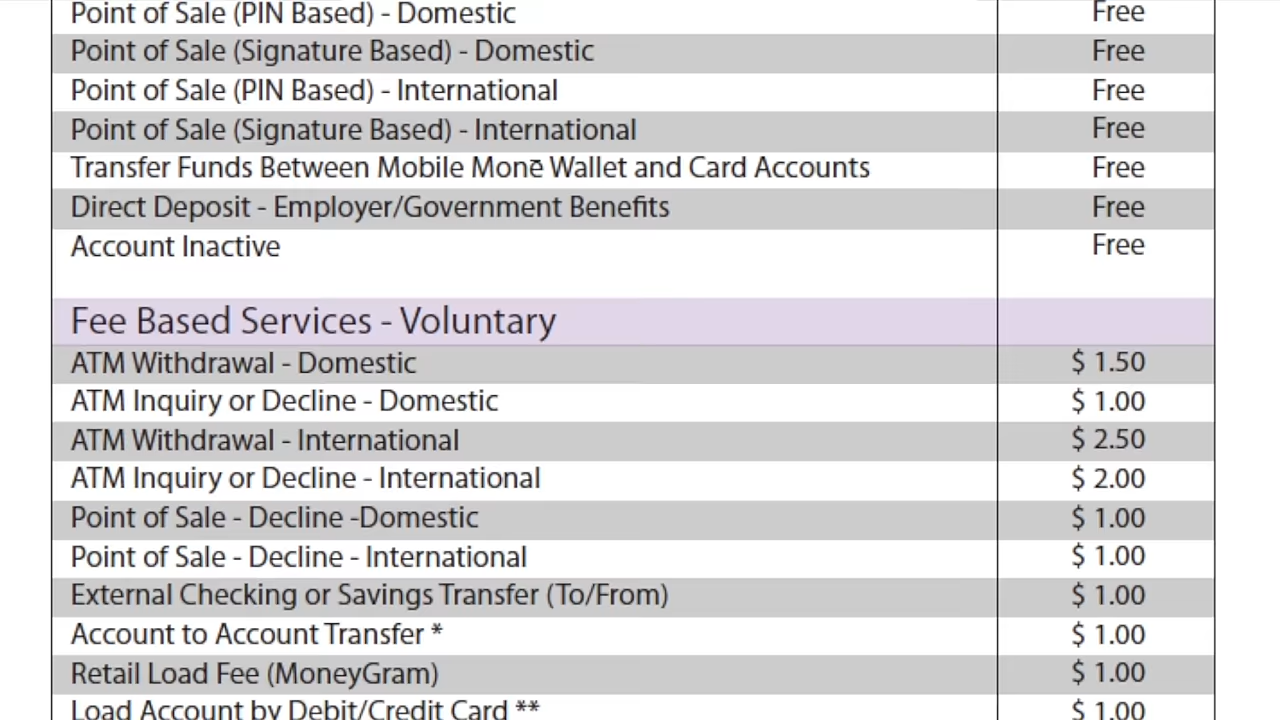 Point of Sale (PIN Based) - Domestic Free
Point of Sale (Signature Based) - Domestic Free
Point of Sale (PIN Based) - International Free
Point of Sale (Signature Based) - International Free
Transfer Funds Between Mobile Monē Wallet and Card Accounts Free
Direct Deposit - Employer/Government Benefits Free
Account Inactive Free
Fee Based Services - Voluntary
ATM Withdrawal - Domestic $ 1.50
ATM Inquiry or Decline - Domestic $ 1.00
ATM Withdrawal - International $ 2.50
ATM Inquiry or Decline - International $ 2.00
Point of Sale - Decline -Domestic $ 1.00
Point of Sale - Decline - International $ 1.00
External Checking or Savings Transfer (To/From) $ 1.00
Account to Account Transfer * $ 1.00
Retail Load Fee (MoneyGram) $ 1.00
Load Account by Debit/Credit Card ** $ 1.00